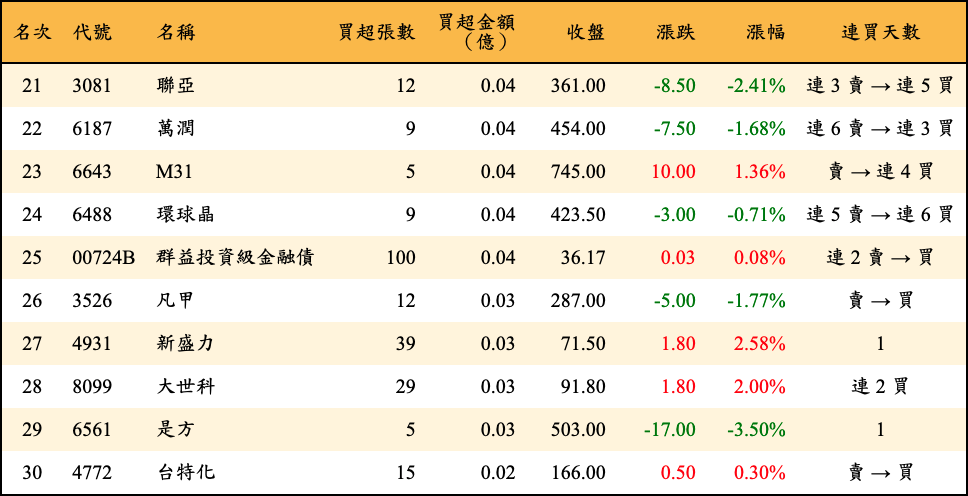 名次 代號 名稱 買超張數 買超金額（億） 收盤 漲跌 漲幅 連買天數
21 3081 聯亞 12 0.04 361.00 -8.50 -2.41% 連 3 賣 → 連 5 買
22 6187 萬潤 9 0.04 454.00 -7.50 -1.68% 連 6 賣 → 連 3 買
23 6643 M31 5 0.04 745.00 10.00 1.36% 賣 → 連 4 買
24 6488 環球晶 9 0.04 423.50 -3.00 -0.71% 連 5 賣 → 連 6 買
25 00724B 群益投資級金融債 100 0.04 36.17 0.03 0.08% 連 2 賣 → 買
26 3526 凡甲 12 0.03 287.00 -5.00 -1.77% 賣 → 買
27 4931 新盛力 39 0.03 71.50 1.80 2.58% 1
28 8099 大世科 29 0.03 91.80 1.80 2.00% 連 2 買
29 6561 是方 5 0.03 503.00 -17.00 -3.50% 1
30 4772 台特化 15 0.02 166.00 0.50 0.30% 賣 → 買